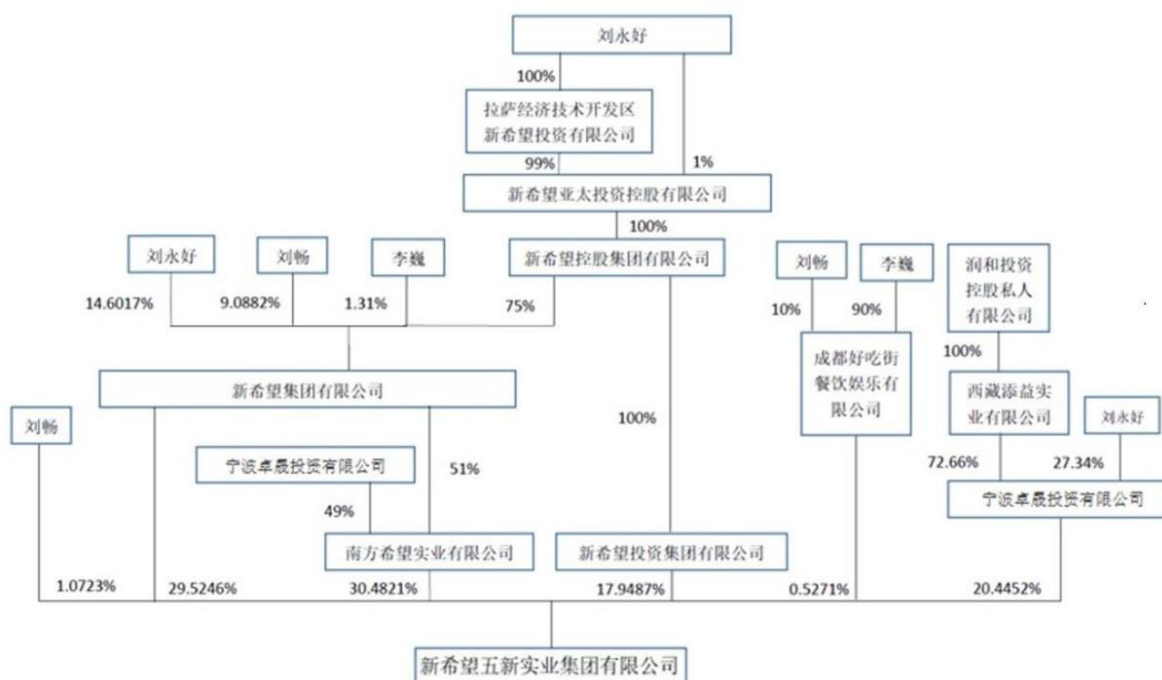 刘永好
100%
拉萨经济技术开发区
新希望投资有限公司
99%
1%
新希望亚太投资控股有限公司
100%
刘永好
刘畅
李巍
新希望控股集团有限公司
刘畅
李巍
润和投资
控股私人
有限公司
14.6017%
9.0882%
1.31%
75%
10%
90%
100%
新希望集团有限公司
成都好吃街
餐饮娱乐有
限公司
西藏添益实
业有限公司
刘畅
刘永好
100%
宁波卓晟投资有限公司
51%
72.66%
27.34%
宁波卓晟投资有限公司
49%
南方希望实业有限公司
新希望投资集团有限公司
1.0723%
29.5246%
30.4821%
17.9487%
0.5271%
20.4452%
新希望五新实业集团有限公司